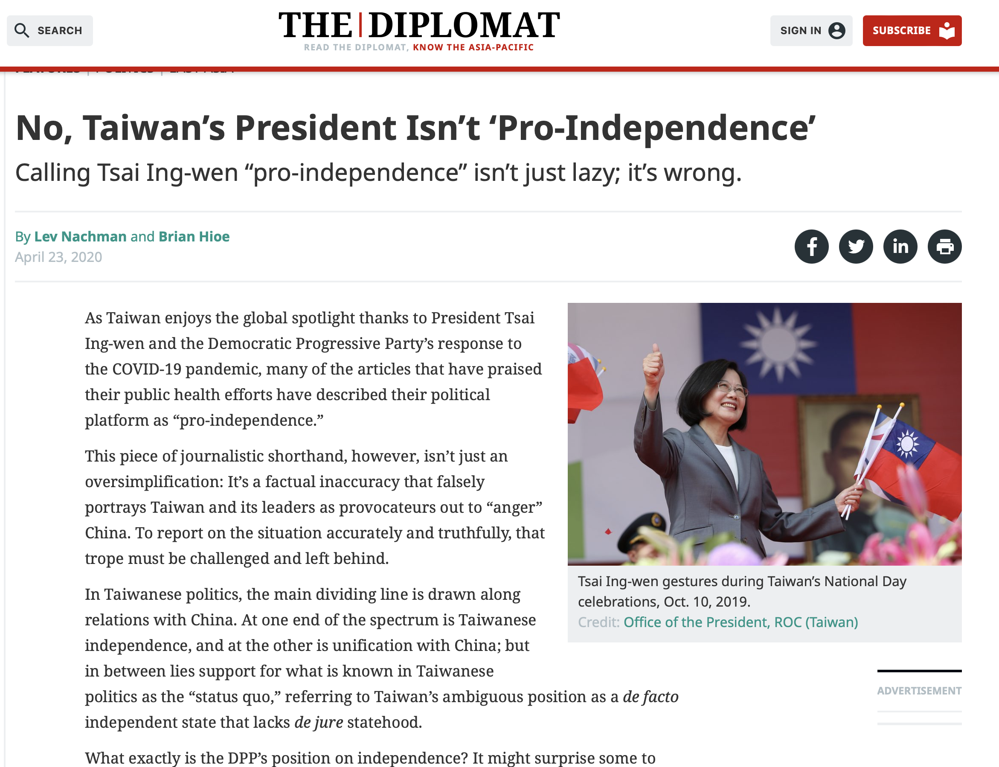 SEARCH
THE|DIPLOMAT
READ THE DIPLOMAT, KNOW THE ASIA-PACIFIC
SIGN IN
SUBSCRIBE
FEATURES | POLITICS | EAST ASIA
No, Taiwan’s President Isn’t ‘Pro-Independence’
Calling Tsai Ing-wen “pro-independence” isn’t just lazy; it’s wrong.
By Lev Nachman and Brian Hioe
April 23, 2020
As Taiwan enjoys the global spotlight thanks to President Tsai
Ing-wen and the Democratic Progressive Party’s response to
the COVID-19 pandemic, many of the articles that have praised
their public health efforts have described their political
platform as “pro-independence.”
This piece of journalistic shorthand, however, isn’t just an
oversimplification: It’s a factual inaccuracy that falsely
portrays Taiwan and its leaders as provocateurs out to “anger”
China. To report on the situation accurately and truthfully, that
trope must be challenged and left behind.
In Taiwanese politics, the main dividing line is drawn along
relations with China. At one end of the spectrum is Taiwanese
independence, and at the other is unification with China; but
in between lies support for what is known in Taiwanese
politics as the “status quo,” referring to Taiwan’s ambiguous position as a de facto
independent state that lacks de jure statehood.
What exactly is the DPP’s position on independence? It might surprise some to
Tsai Ing-wen gestures during Taiwan’s National Day
celebrations, Oct. 10, 2019.
Credit: Office of the President, ROC (Taiwan)
ADVERTISEMENT